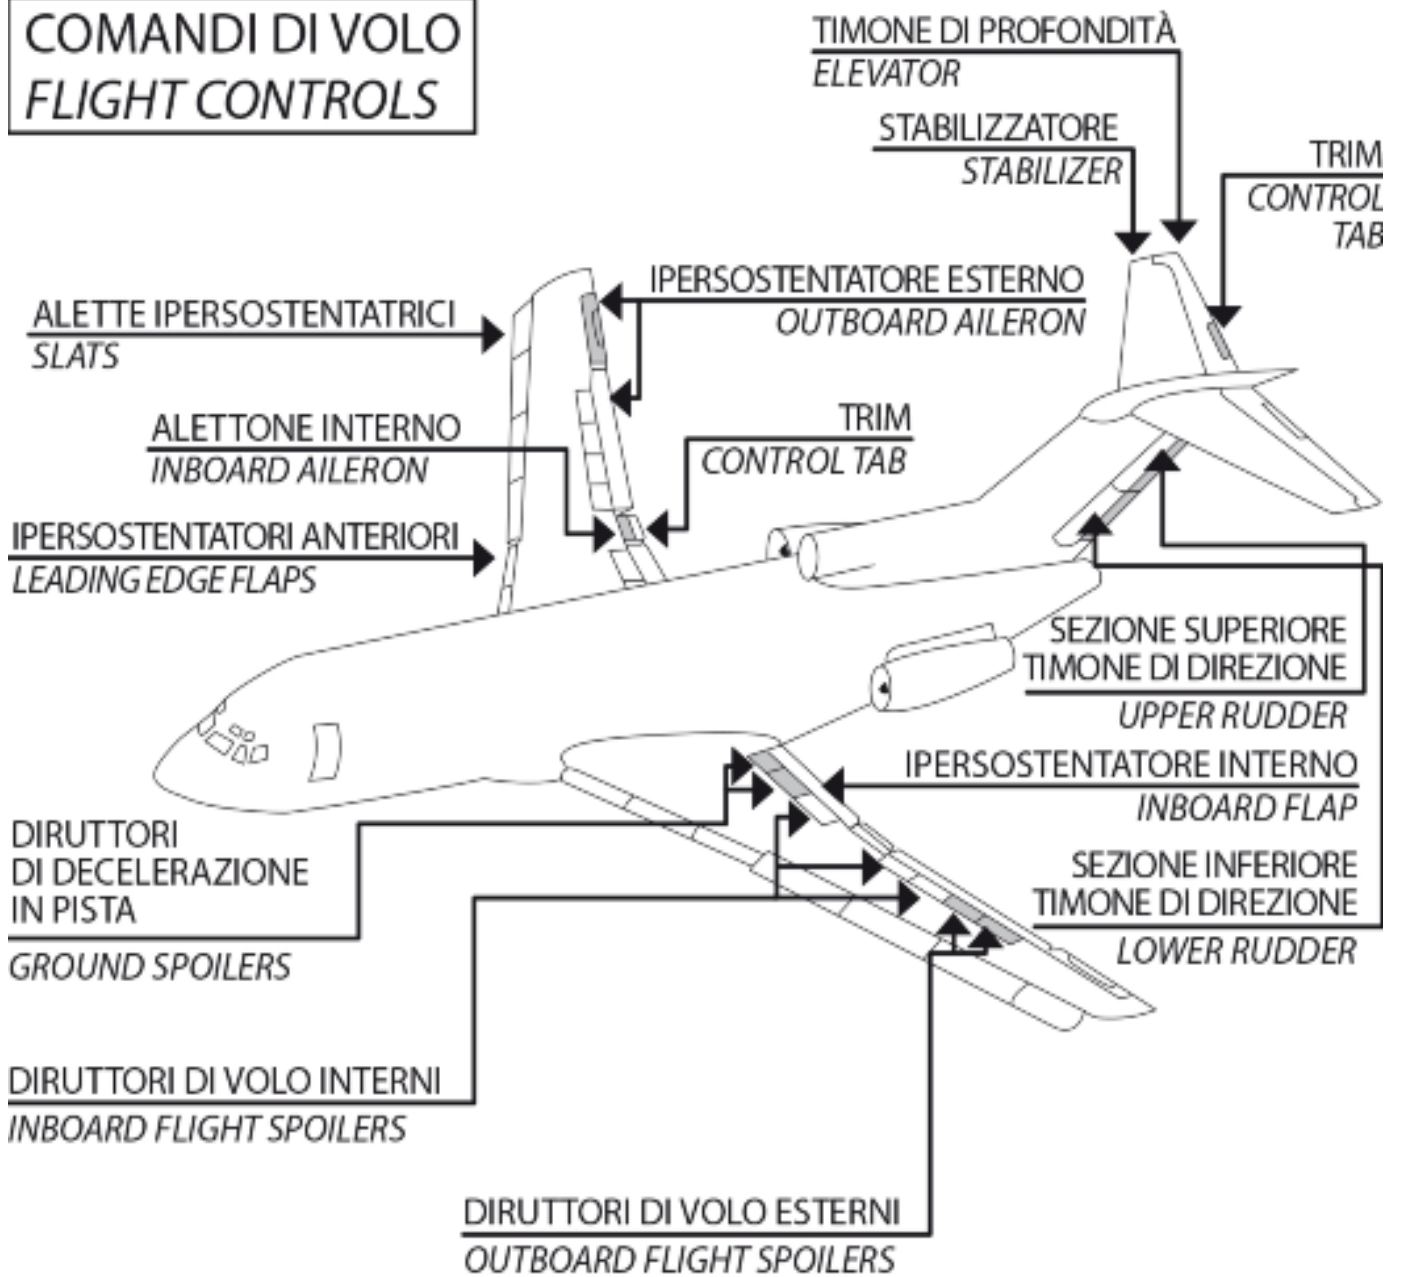 COMANDI DI VOLO
FLIGHT CONTROLS
TIMONE DI PROFONDITÀ
ELEVATOR
STABILIZZATORE
STABILIZER
TRIM
CONTROL
TAB
IPERSOSTENTATORE ESTERNO
OUTBOARD AILERON
ALETTE IPERSOSTENTATRICI
SLATS
ALETTONE INTERNO
INBOARD AILERON
TRIM
CONTROL TAB
IPERSOSTENTATORI ANTERIORI
LEADING EDGE FLAPS
SEZIONE SUPERIORE
TIMONE DI DIREZIONE
UPPER RUDDER
IPERSOSTENTATORE INTERNO
INBOARD FLAP
DIRUTTORI
DI DECELERAZIONE
IN PISTA
GROUND SPOILERS
SEZIONE INFERIORE
TIMONE DI DIREZIONE
LOWER RUDDER
DIRUTTORI DI VOLO INTERNI
INBOARD FLIGHT SPOILERS
DIRUTTORI DI VOLO ESTERNI
OUTBOARD FLIGHT SPOILERS